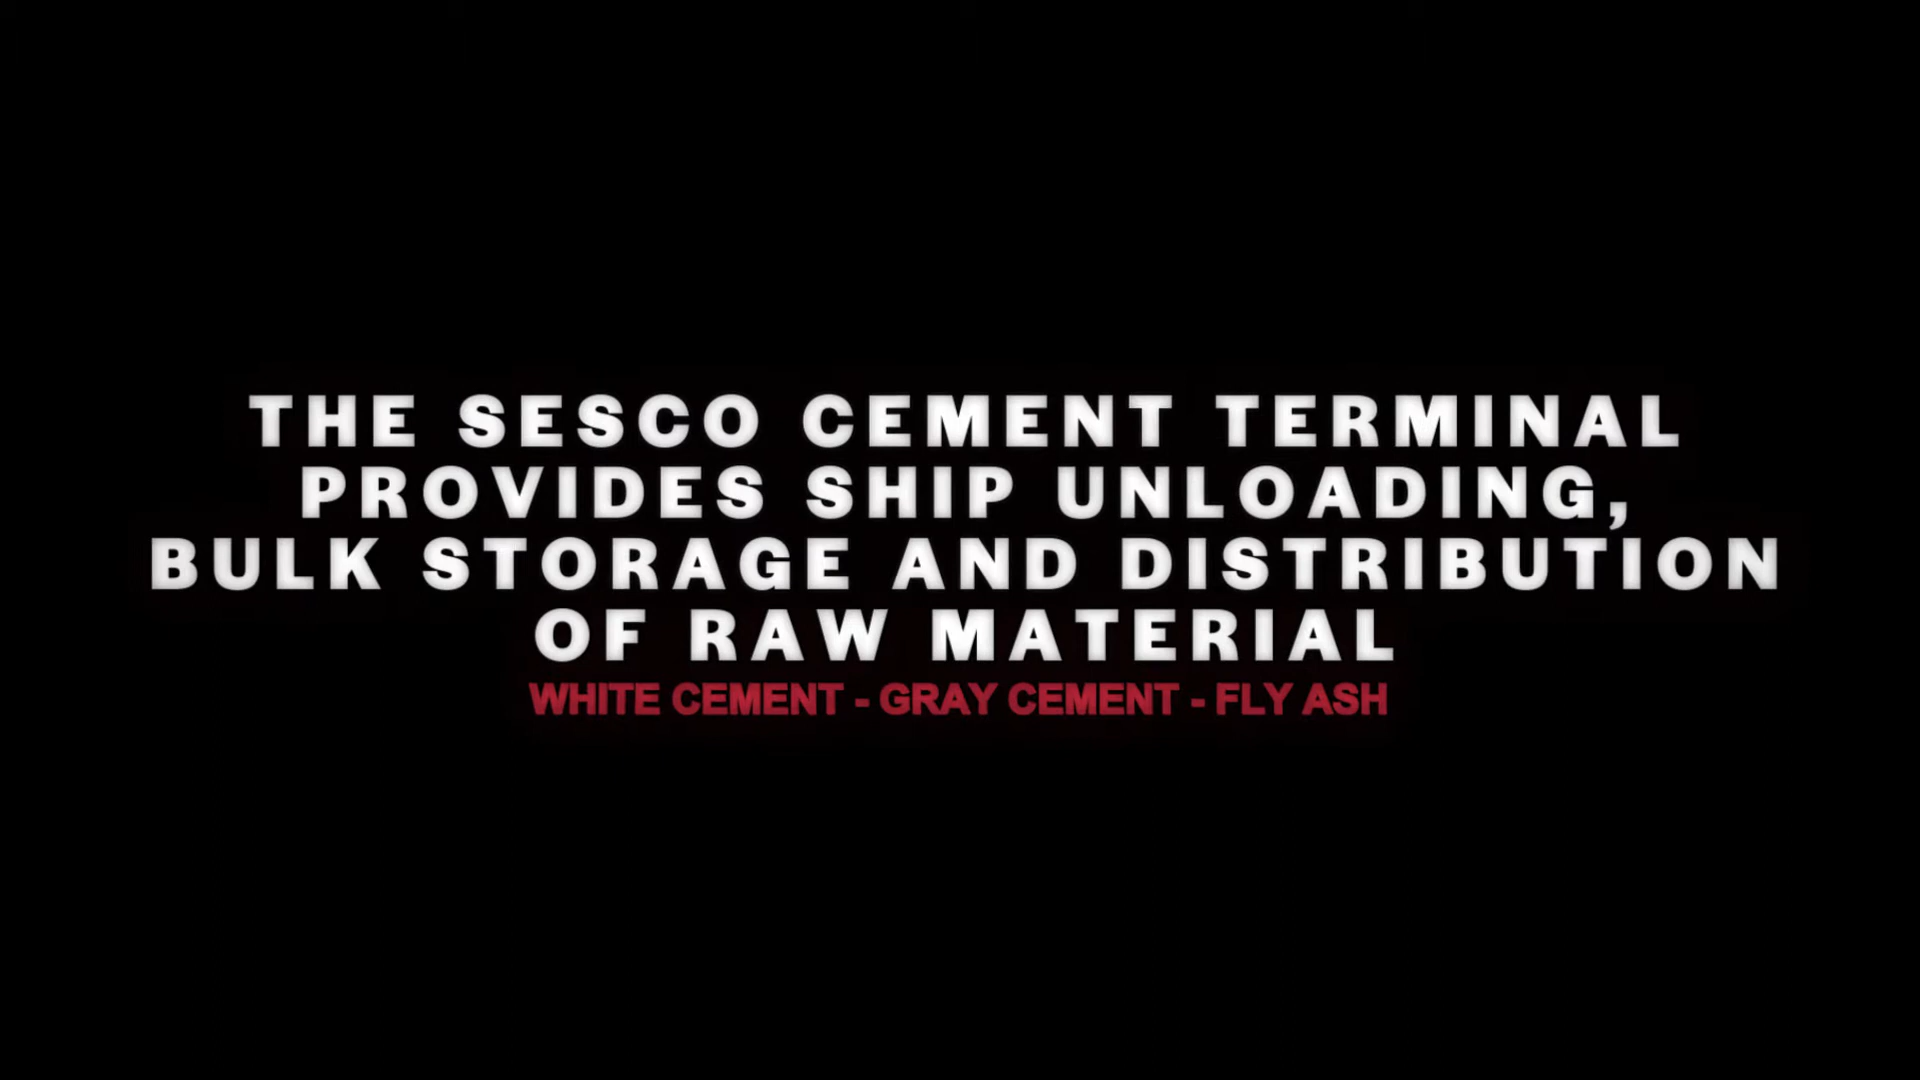 THE SESCO CEMENT TERMINAL
PROVIDES SHIP UNLOADING,
BULK STORAGE AND DISTRIBUTION
OF RAW MATERIAL
WHITE CEMENT - GRAY CEMENT - FLY ASH